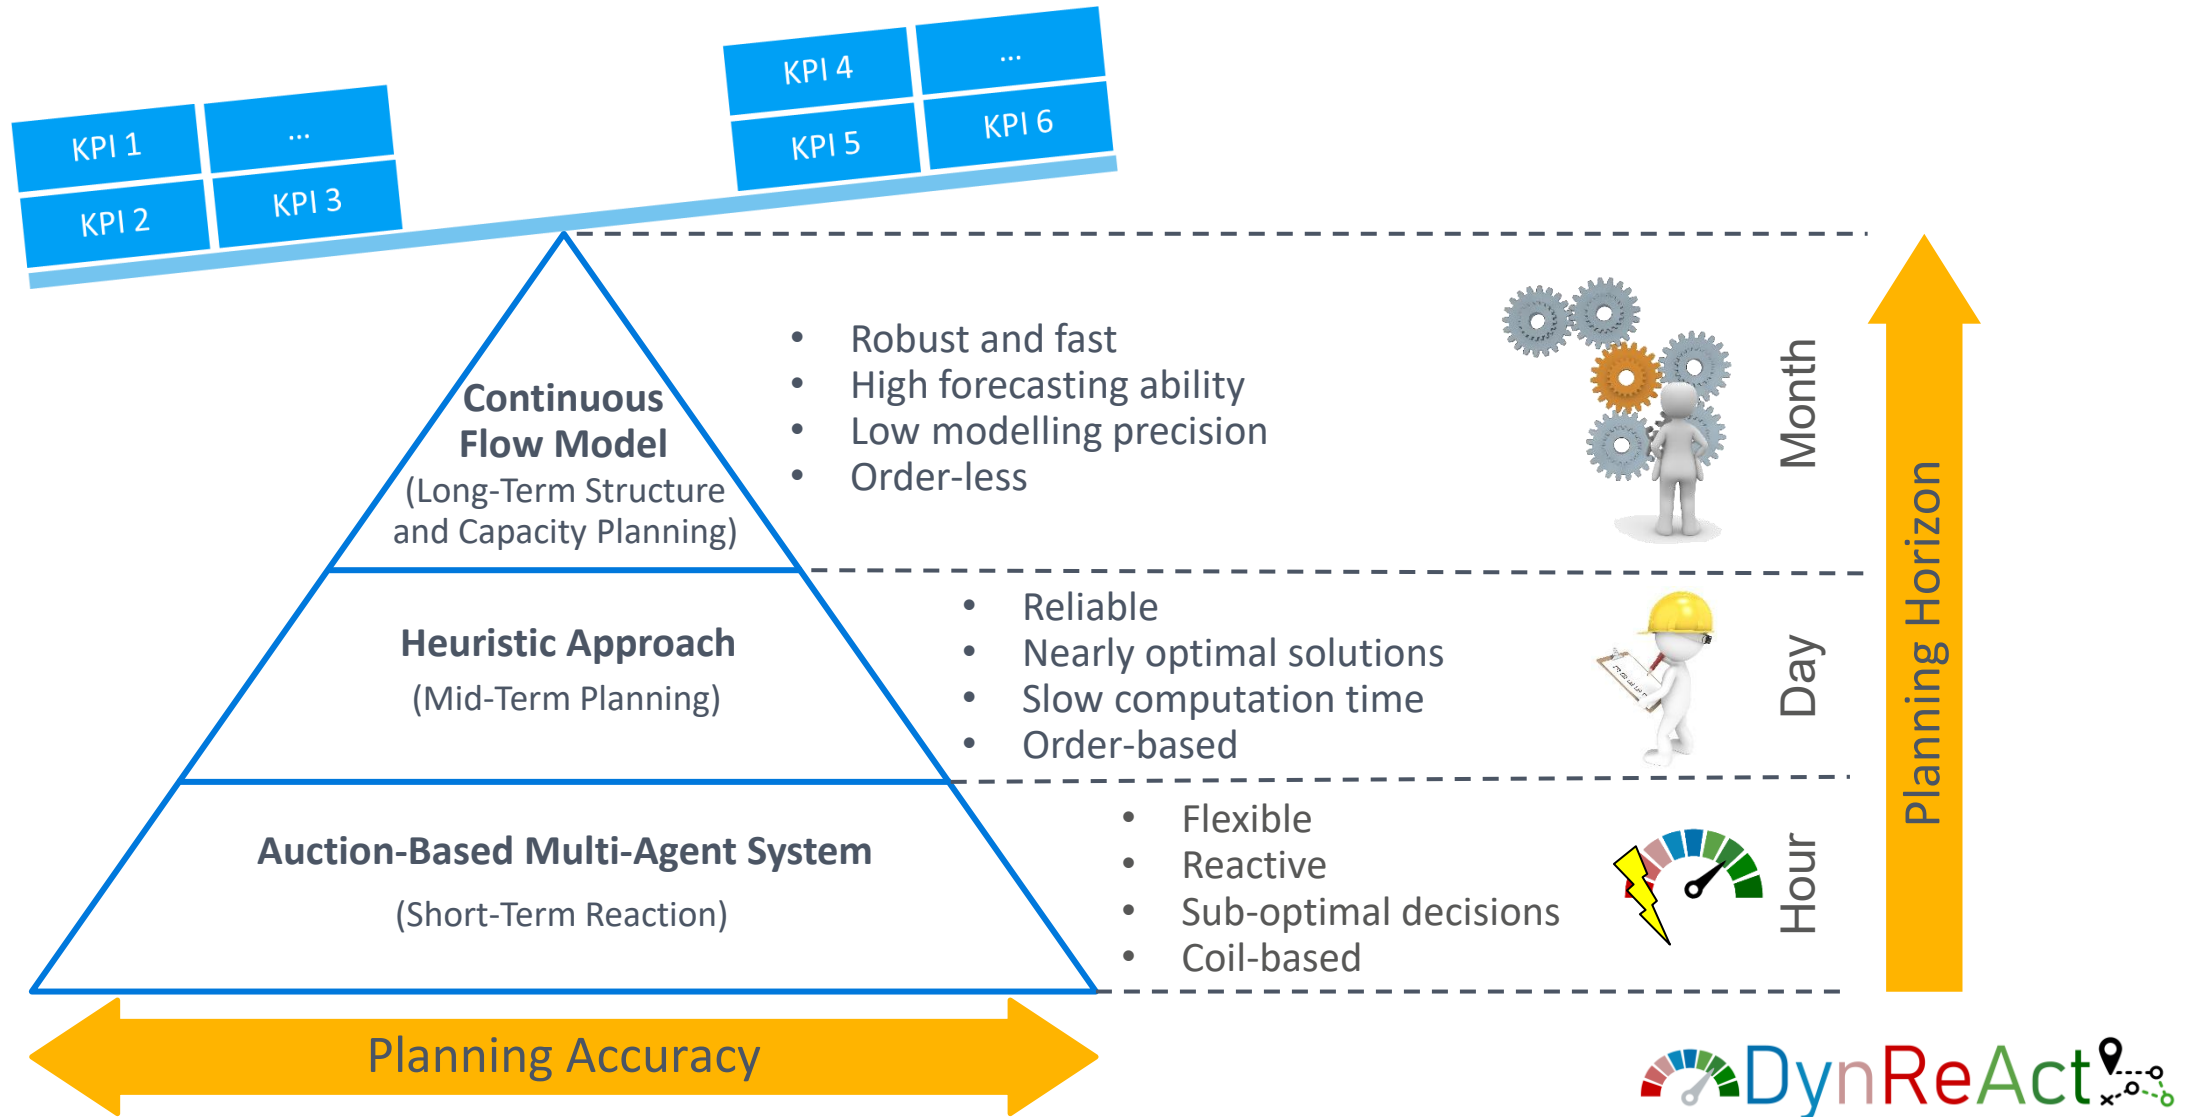 KPI 1
...
KPI 2
KPI 3
KPI 4
...
KPI 5
KPI 6
Continuous
Flow Model
(Long-Term Structure
and Capacity Planning)
• Robust and fast
• High forecasting ability
• Low modelling precision
• Order-less
Month
Heuristic Approach
(Mid-Term Planning)
• Reliable
• Nearly optimal solutions
• Slow computation time
• Order-based
Day
Auction-Based Multi-Agent System
(Short-Term Reaction)
• Flexible
• Reactive
• Sub-optimal decisions
• Coil-based
Hour
Planning Horizon
Planning Accuracy
DynReAct